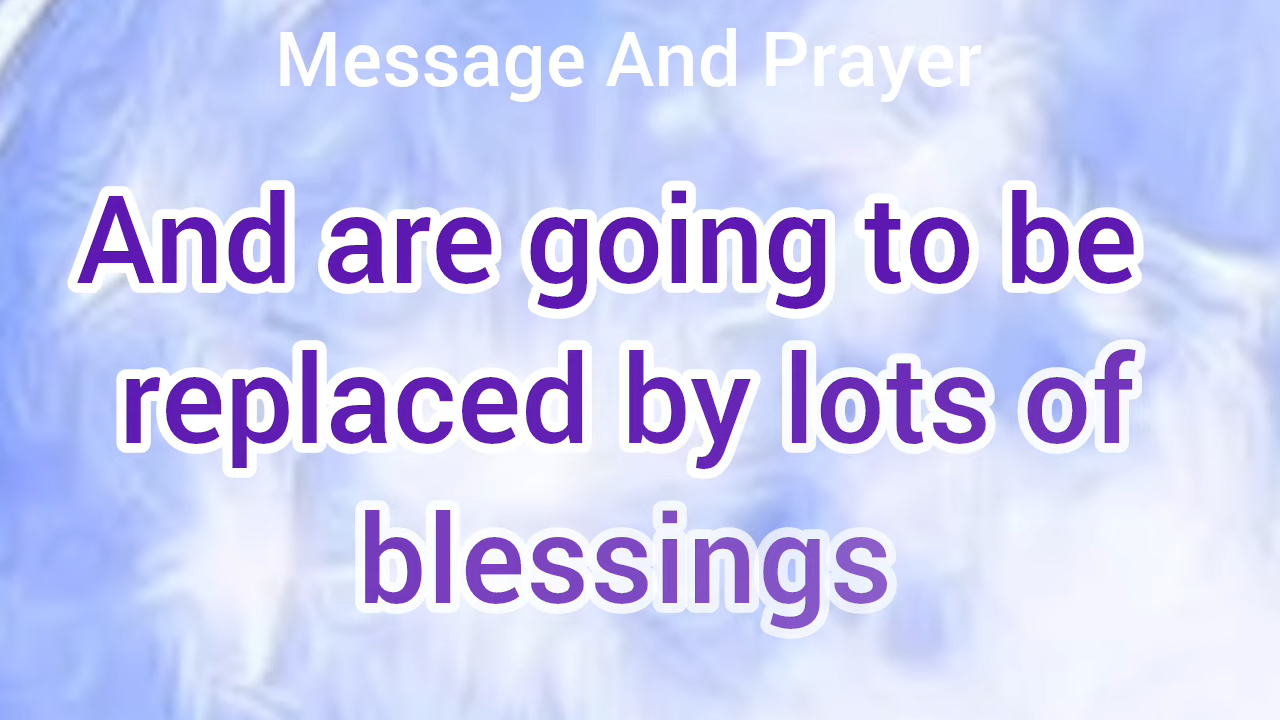 Message And Prayer
And are going to be
replaced by lots of
blessings